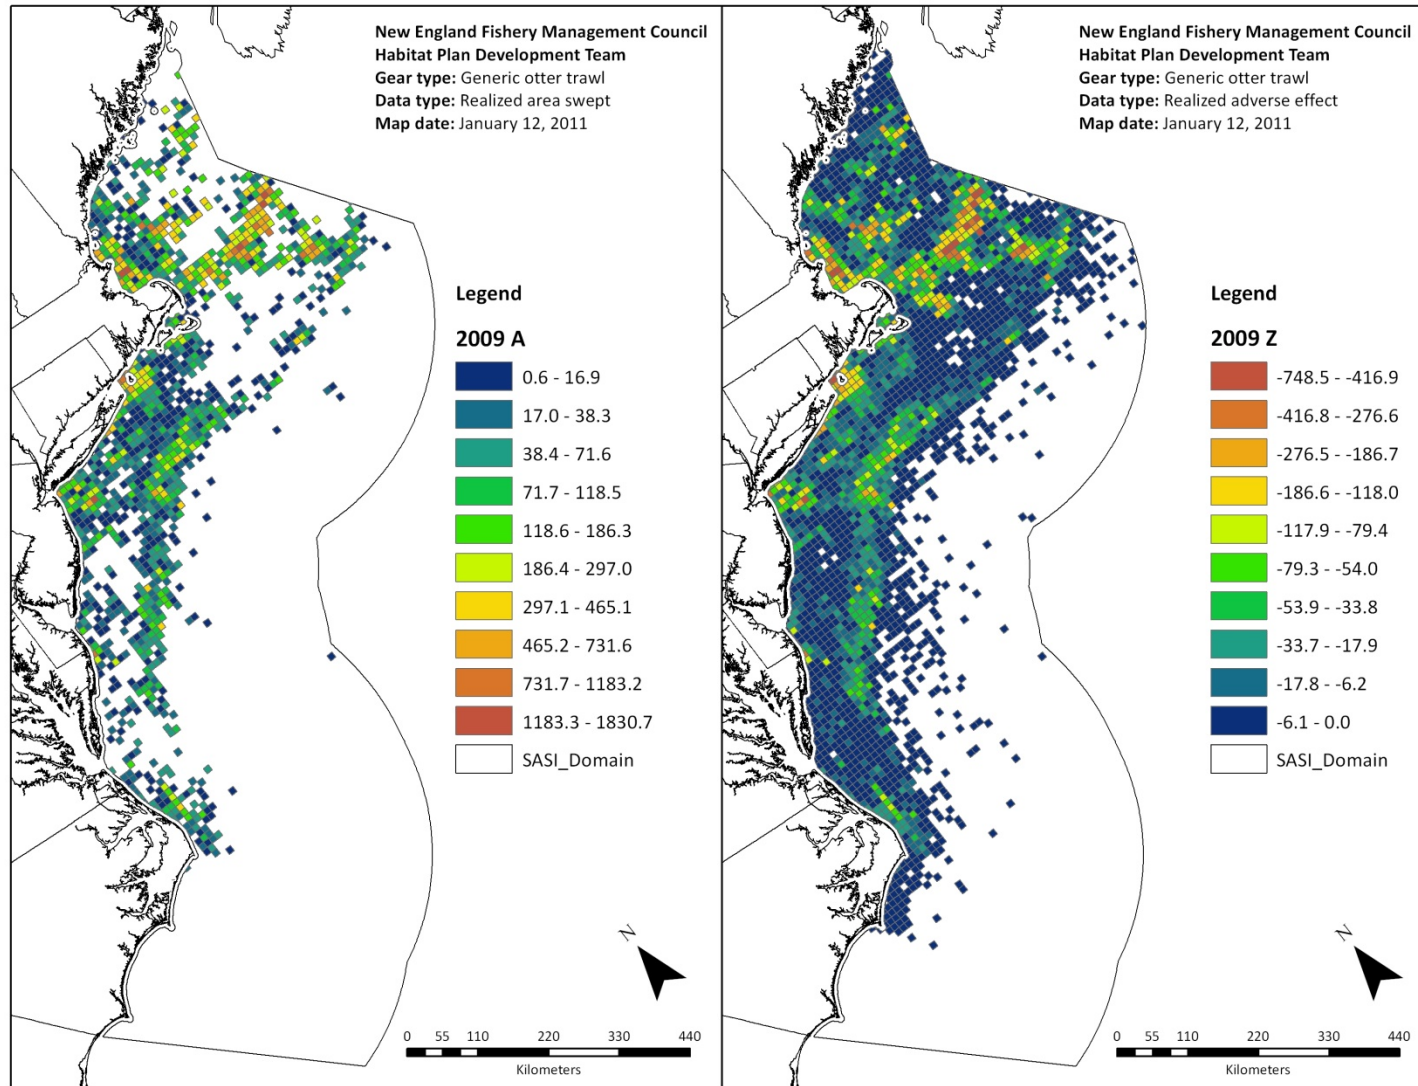 New England Fishery Management Council
Habitat Plan Development Team
Gear type: Generic otter trawl
Data type: Realized area swept
Map date: January 12, 2011
Legend
2009 A
0.6 - 16.9
17.0 - 38.3
38.4 - 71.6
71.7 - 118.5
118.6 - 186.3
186.4 - 297.0
297.1 - 465.1
465.2 - 731.6
731.7 - 1183.2
1183.3 - 1830.7
SASI_Domain
N
0 55 110 220 330 440
Kilometers
New England Fishery Management Council
Habitat Plan Development Team
Gear type: Generic otter trawl
Data type: Realized adverse effect
Map date: January 12, 2011
Legend
2009 Z
-748.5 - -416.9
-416.8 - -276.6
-276.5 - -186.7
-186.6 - -118.0
-117.9 - -79.4
-79.3 - -54.0
-53.9 - -33.8
-33.7 - -17.9
-17.8 - -6.2
-6.1 - 0.0
SASI_Domain
N
0 55 110 220 330 440
Kilometers